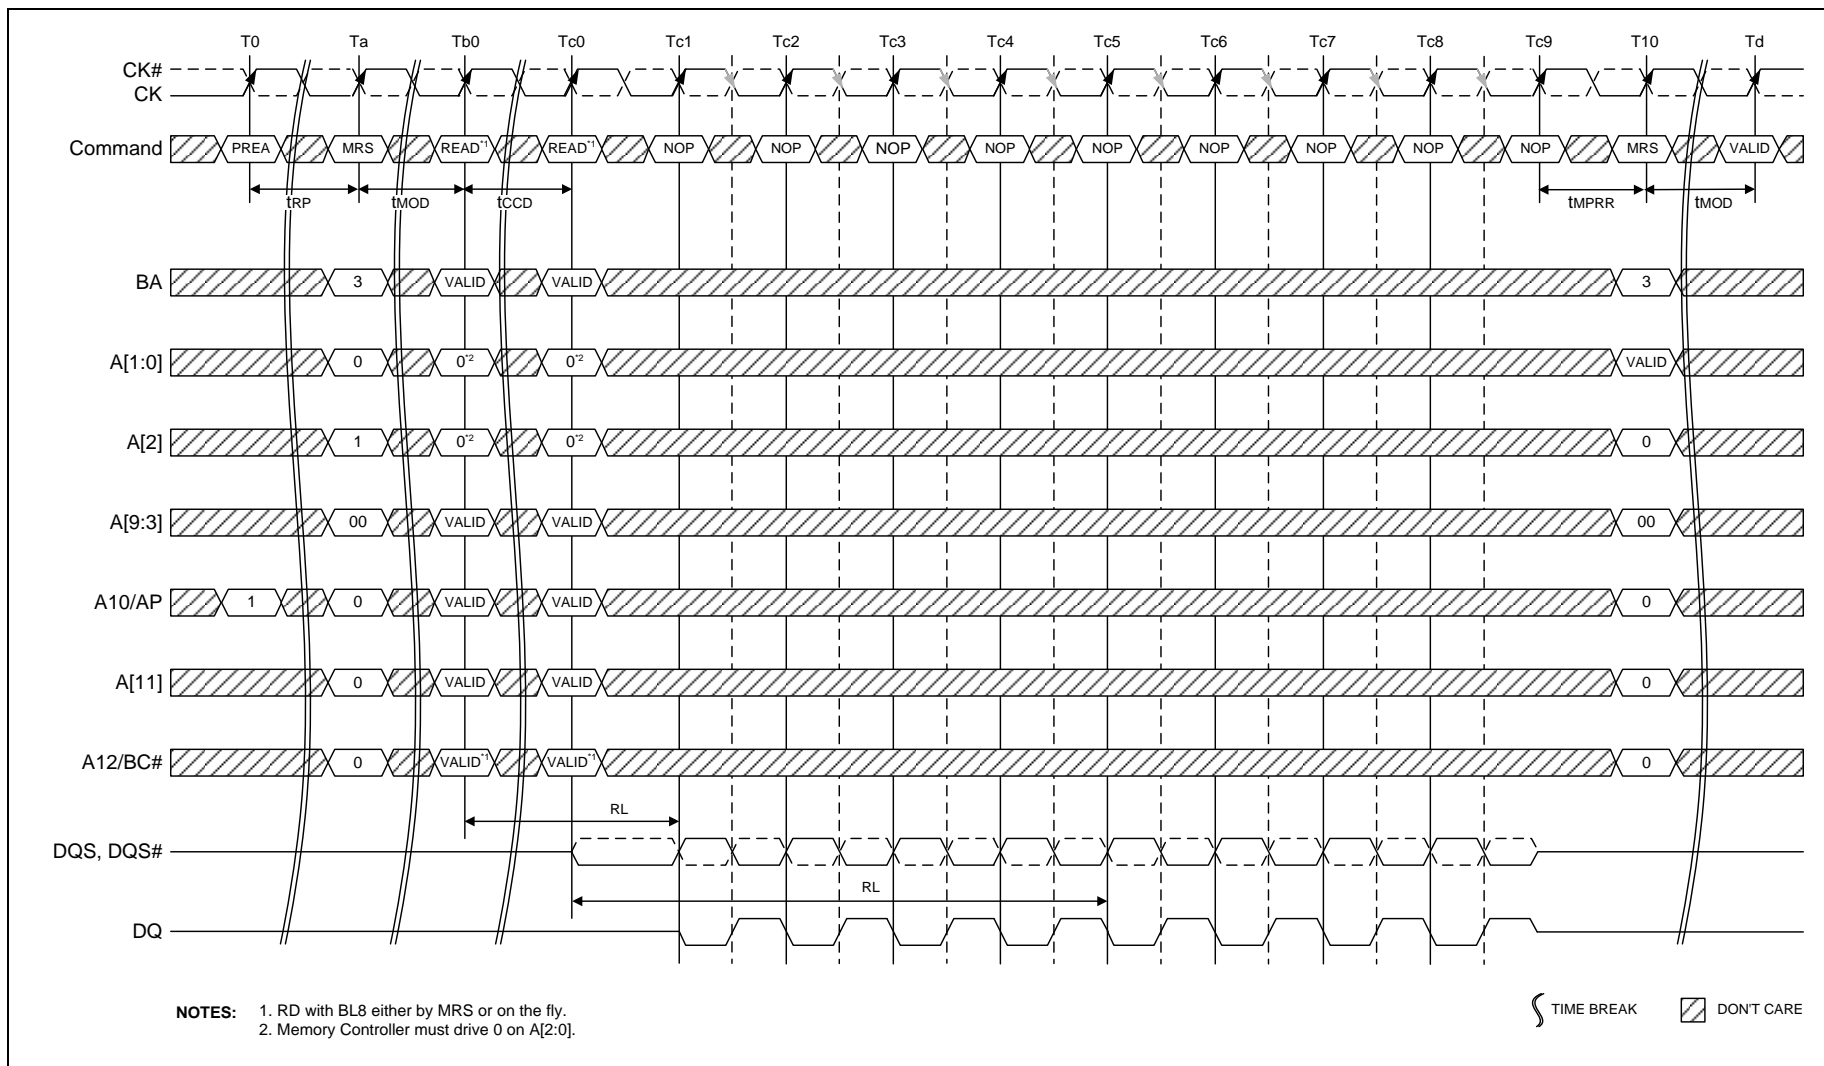 T0 Ta Tb0 Tc0 Tc1 Tc2 Tc3 Tc4 Tc5 Tc6 Tc7 Tc8 Tc9 T10 Td
CK#
CK
Command PREA MRS READ*1 READ*1 NOP NOP NOP NOP NOP NOP NOP NOP NOP MRS VALID
tRP tMOD tCCD tMPRR tMOD
BA 3 VALID VALID 3
A[1:0] 0 0*2 0*2 VALID
A[2] 1 0*2 0*2 0
A[9:3] 00 VALID VALID 00
A10/AP 1 0 VALID VALID 0
A[11] 0 VALID VALID 0
A12/BC# 0 VALID*1 VALID*1 0
RL
DQS, DQS#
RL
DQ
NOTES: 1. RD with BL8 either by MRS or on the fly.
2. Memory Controller must drive 0 on A[2:0].
TIME BREAK DON'T CARE